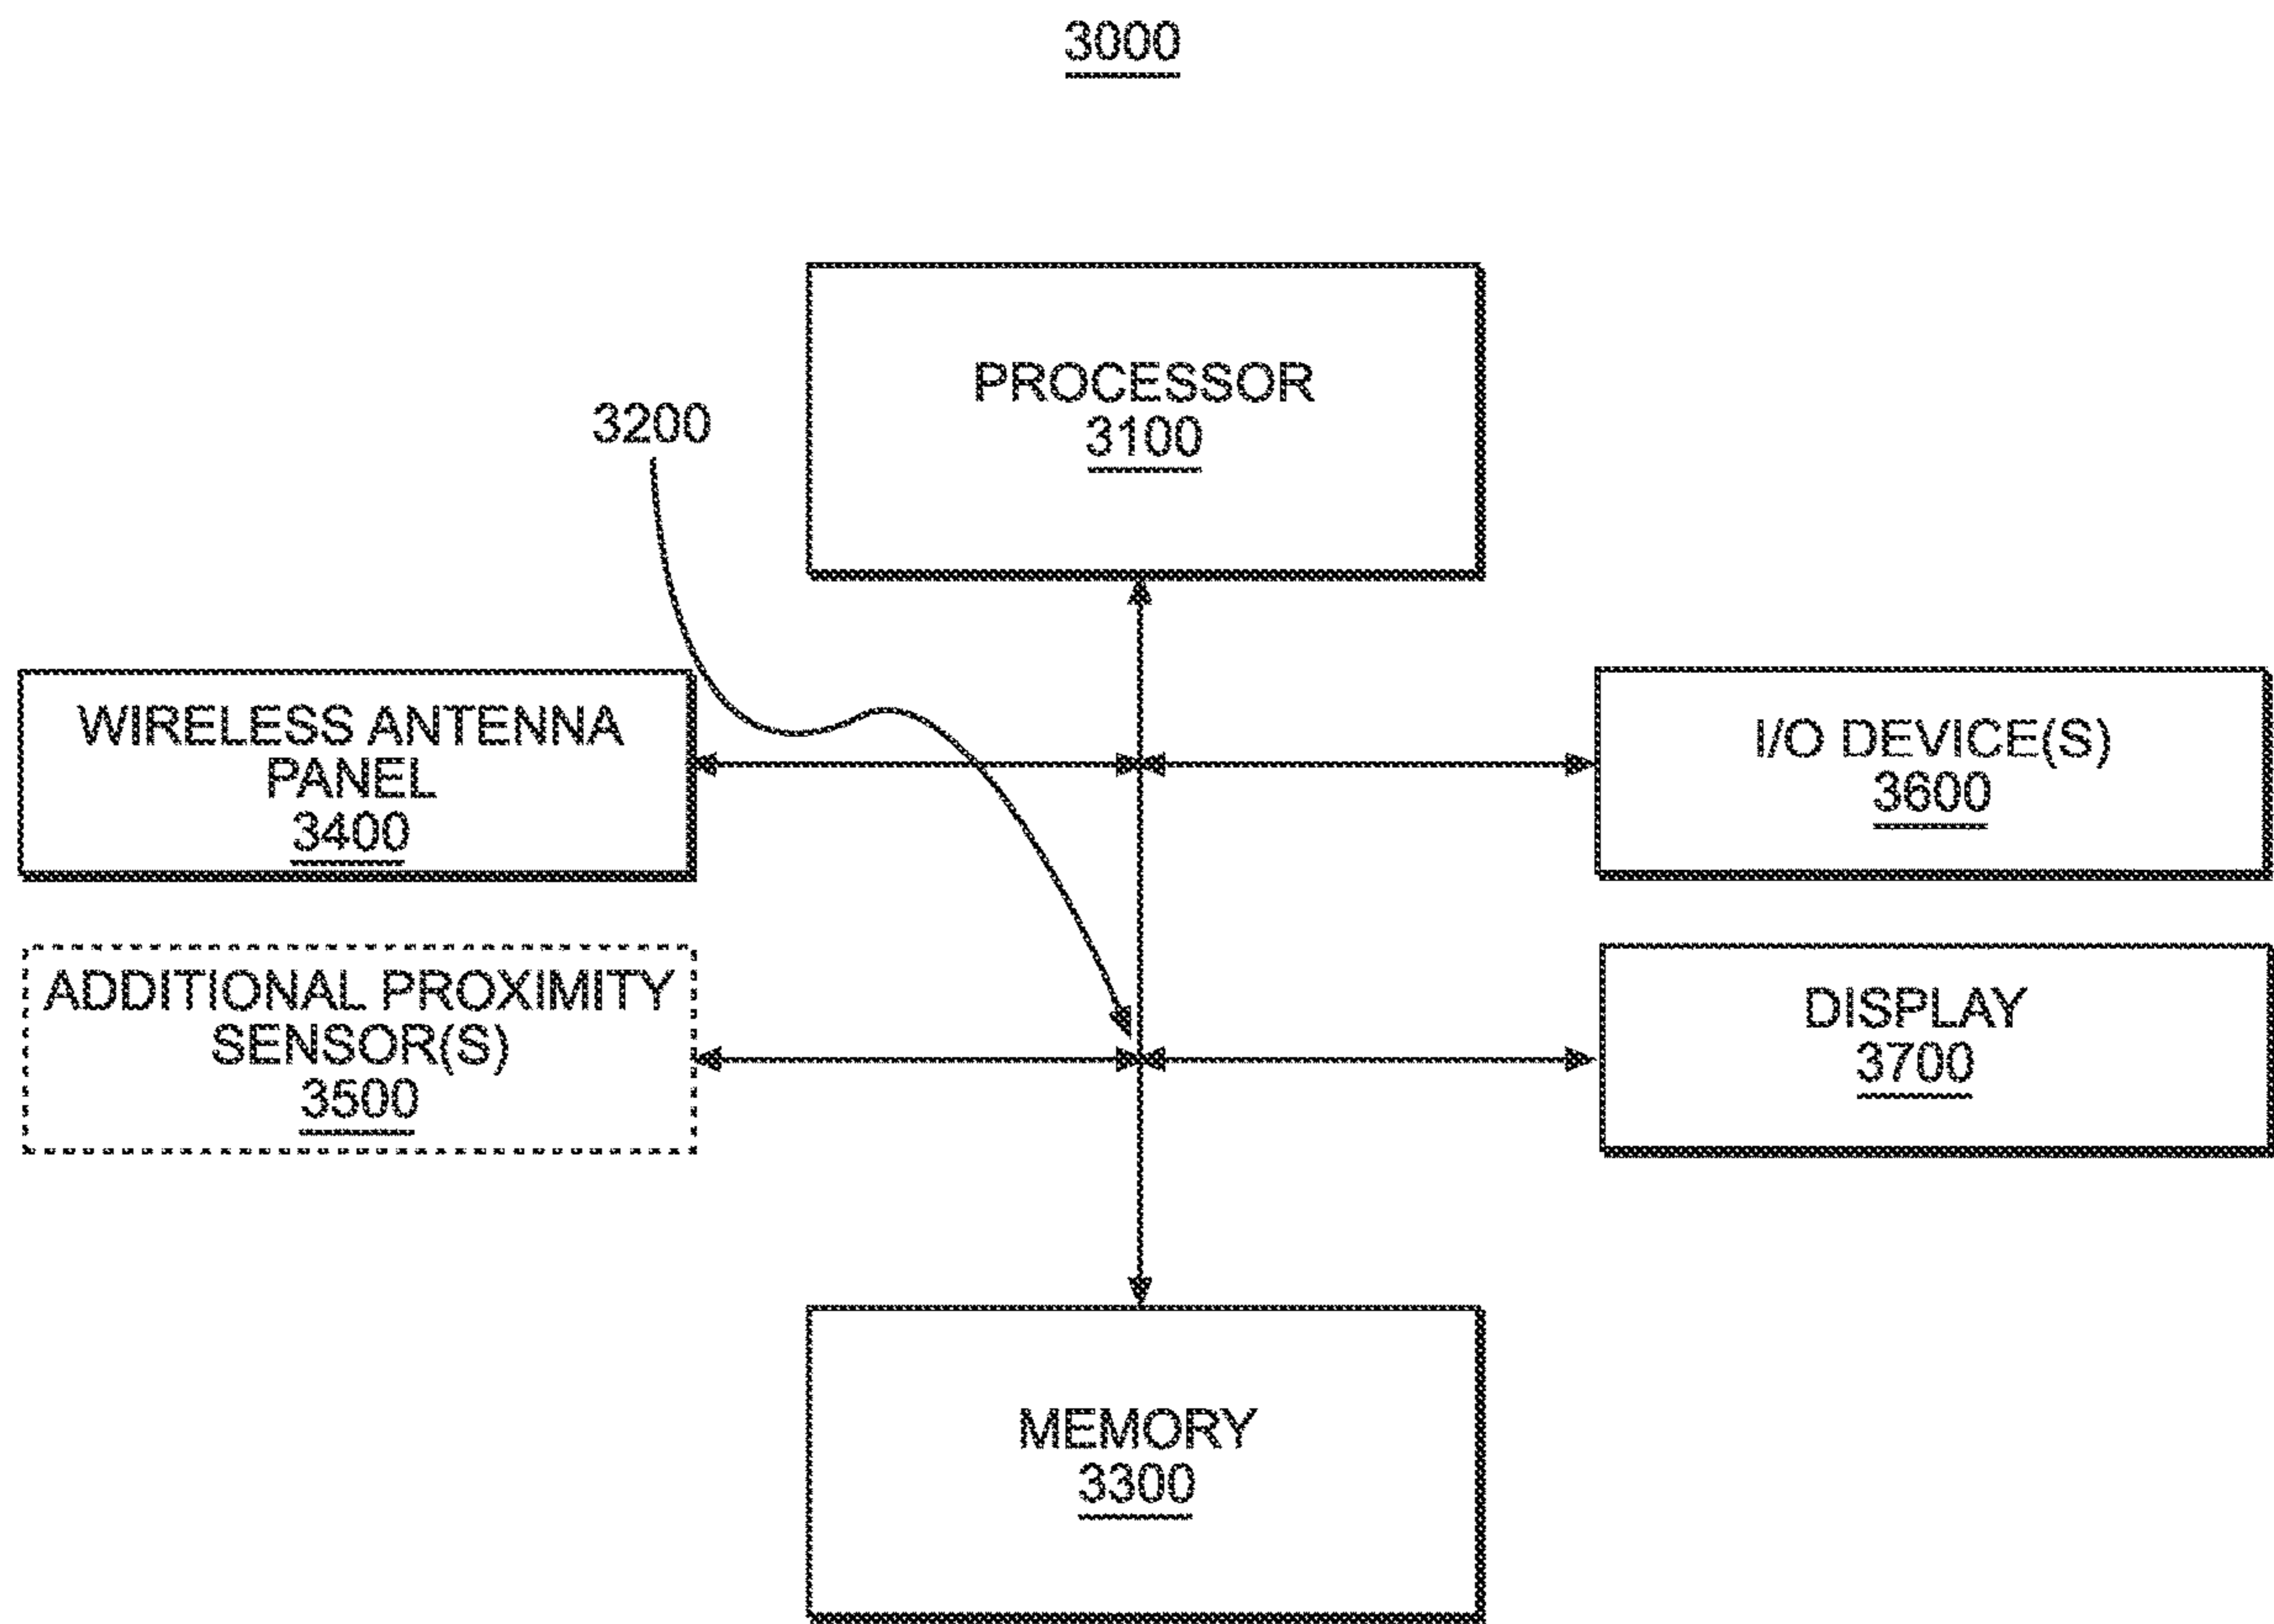 3000
PROCESSOR
3100
3200
WIRELESS ANTENNA
PANEL
3400
I/O DEVICE(S)
3600
ADDITIONAL PROXIMITY
SENSOR(S)
3500
DISPLAY
3700
MEMORY
3300